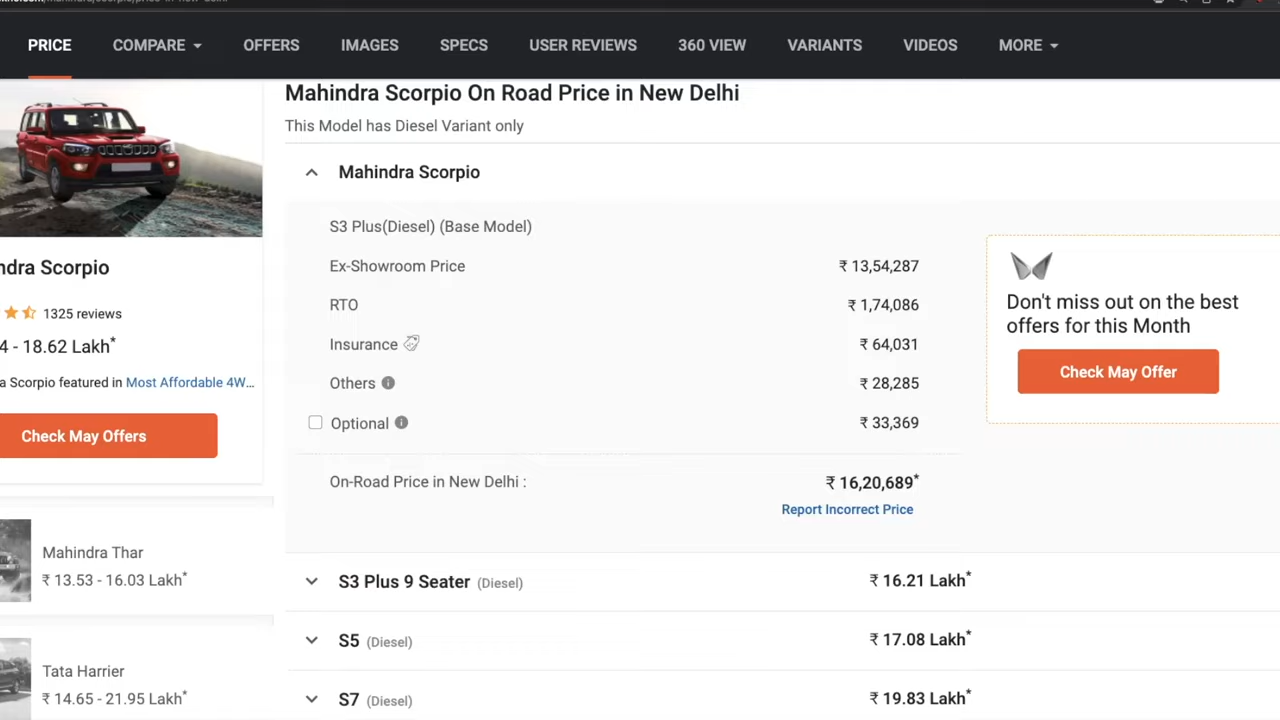 PRICE COMPARE OFFERS IMAGES SPECS USER REVIEWS 360 VIEW VARIANTS VIDEOS MORE
Mahindra Scorpio On Road Price in New Delhi
This Model has Diesel Variant only
Mahindra Scorpio
S3 Plus(Diesel) (Base Model)
Ex-Showroom Price ₹ 13,54,287
RTO ₹ 1,74,086
Insurance ₹ 64,031
Others ₹ 28,285
Optional ₹ 33,369
On-Road Price in New Delhi : ₹ 16,20,689*
Report Incorrect Price
S3 Plus 9 Seater (Diesel) ₹ 16.21 Lakh*
S5 (Diesel) ₹ 17.08 Lakh*
S7 (Diesel) ₹ 19.83 Lakh*
ndra Scorpio
1325 reviews
4 - 18.62 Lakh*
a Scorpio featured in Most Affordable 4W...
Check May Offers
Mahindra Thar
₹ 13.53 - 16.03 Lakh*
Tata Harrier
₹ 14.65 - 21.95 Lakh*
Don't miss out on the best
offers for this Month
Check May Offer